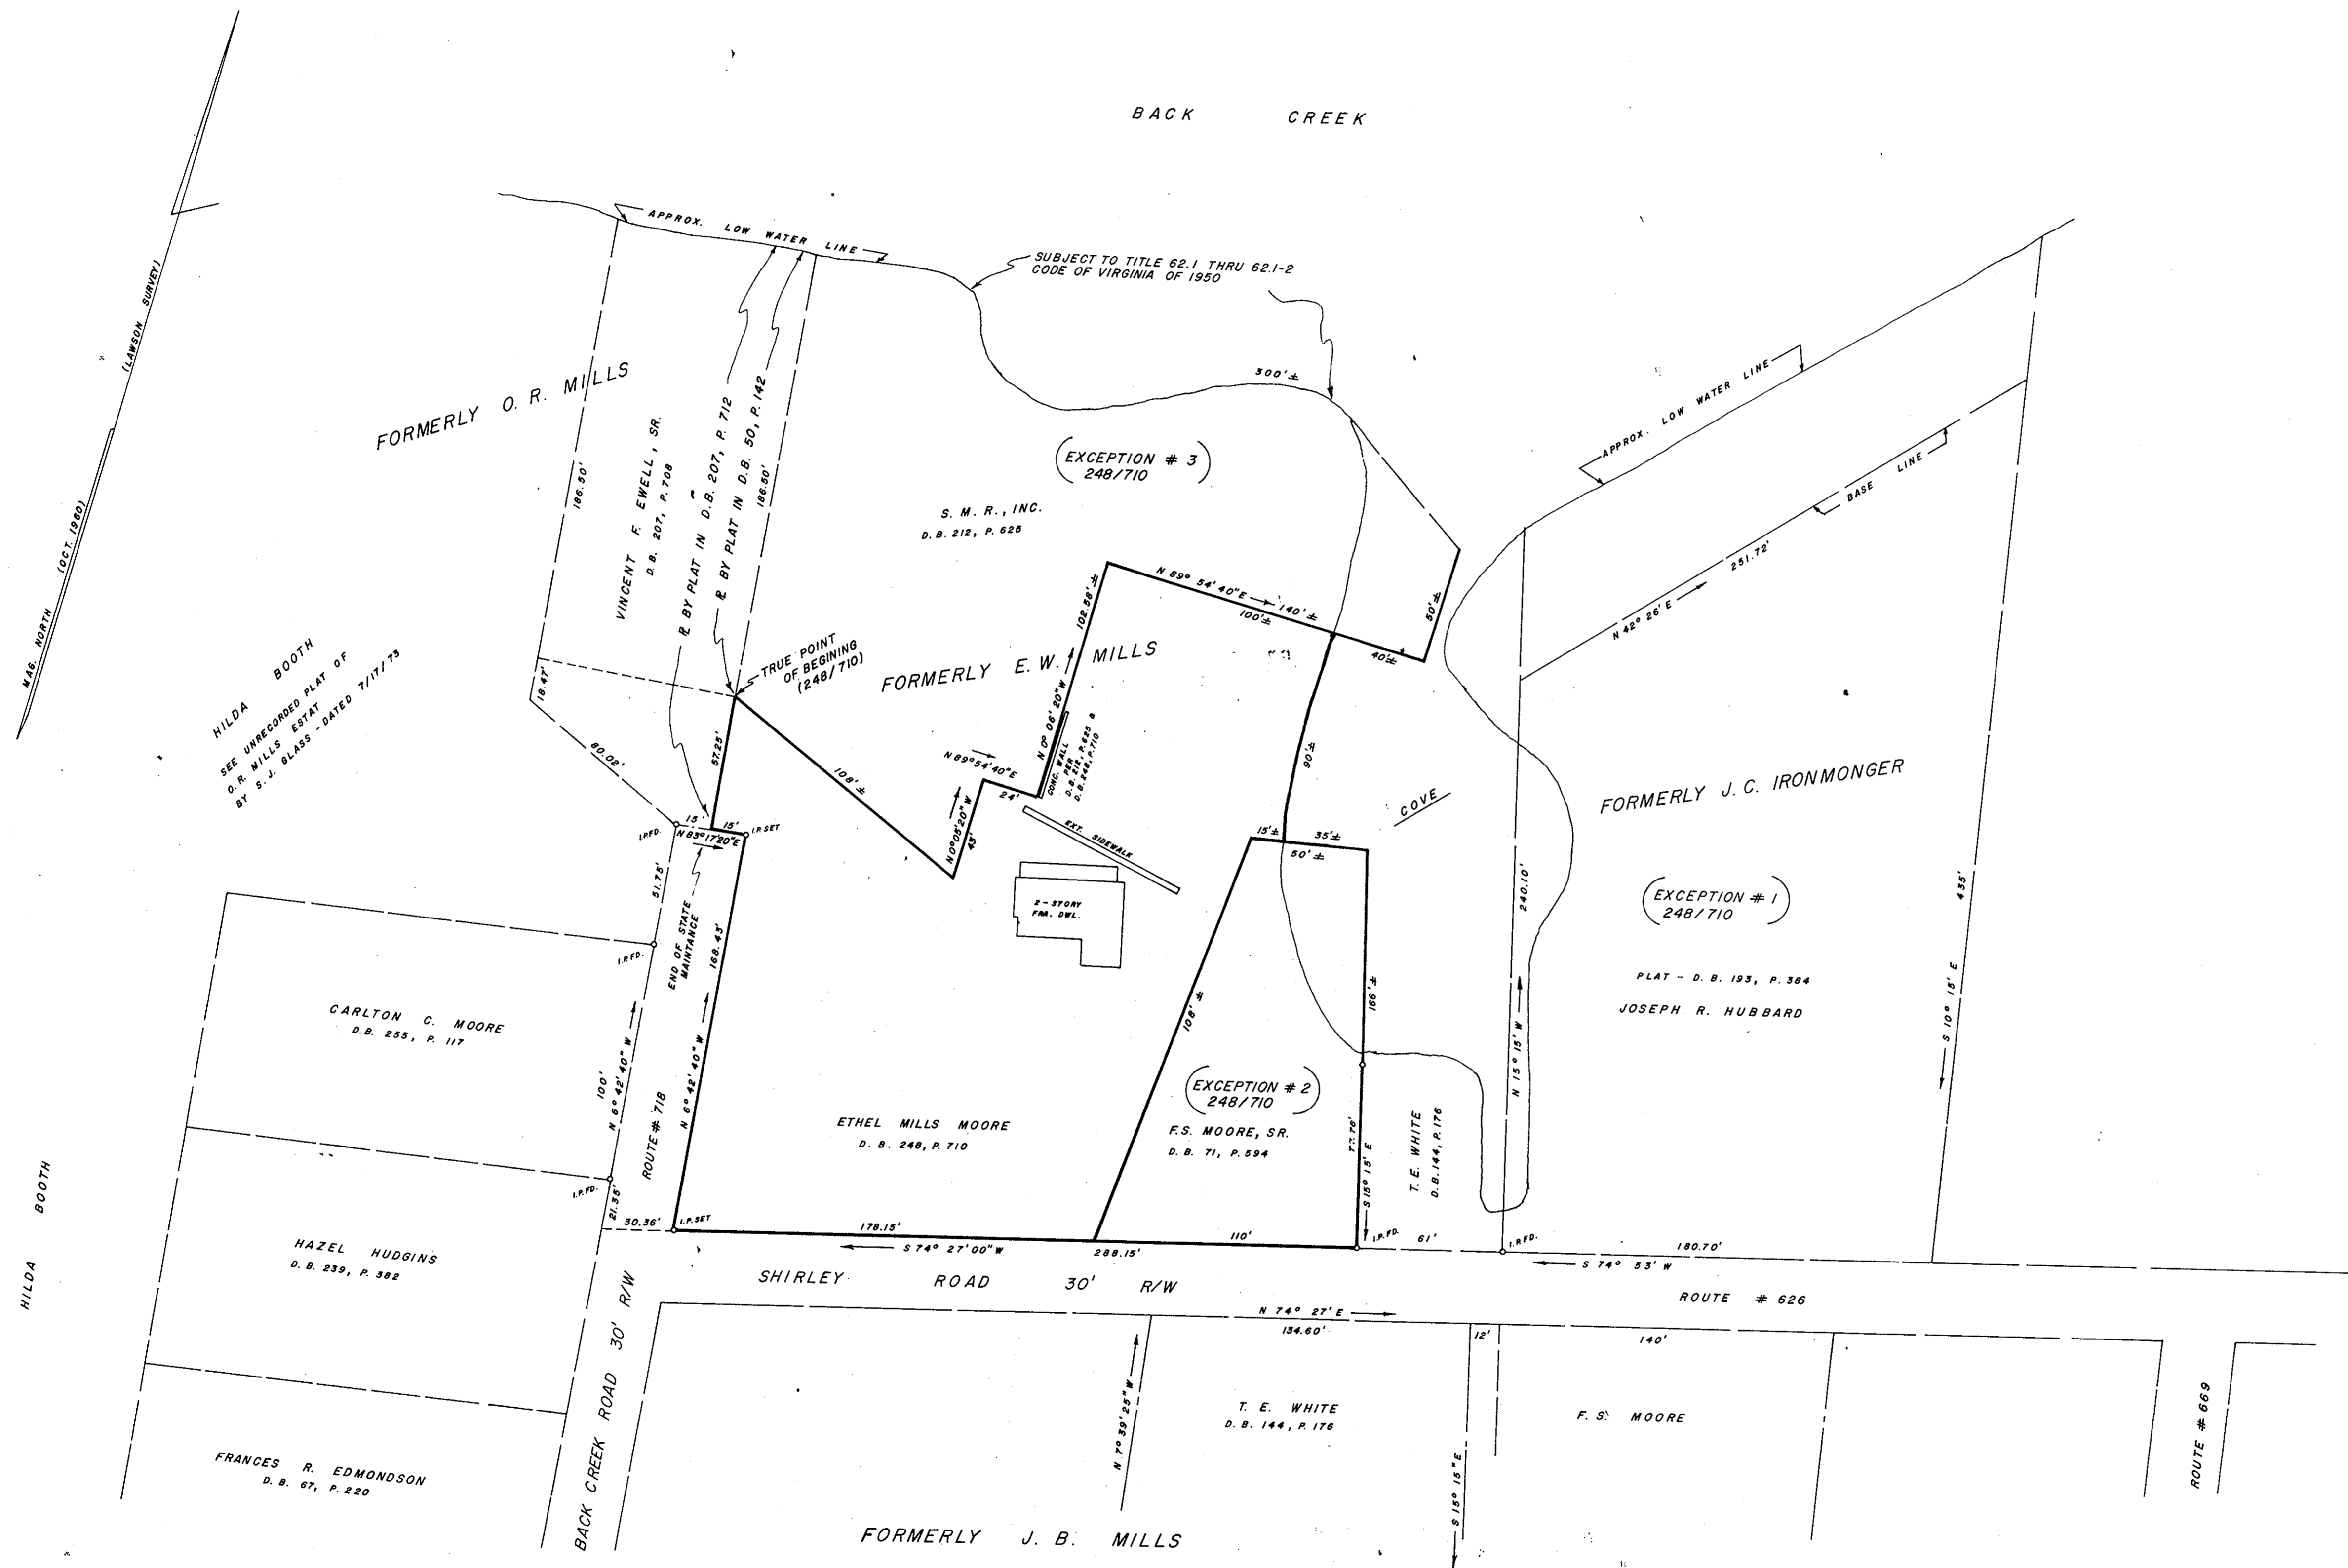 BACK CREEK
MAG. NORTH (OCT. 1960) (LAWSON SURVEY)
APPROX. LOW WATER LINE
SUBJECT TO TITLE 62.1 THRU 62.1-2
CODE OF VIRGINIA OF 1950
300'±
FORMERLY O. R. MILLS
186.50'
VINCENT F. EWELL, SR.
D. B. 207, P. 708
℄ BY PLAT IN D.B. 207, P. 712
℄ BY PLAT IN D.B. 50, P. 142
186.50'
(EXCEPTION # 3)
248/710
S. M. R., INC.
D. B. 212, P. 625
APPROX. LOW WATER LINE
BASE LINE
N 42° 26' E
251.72'
HILDA BOOTH
SEE UNRECORDED PLAT OF
O. R. MILLS ESTAT
BY S. J. GLASS - DATED 7/17/73
18.47'
80.02'
TRUE POINT
OF BEGINING
(248/710)
FORMERLY E. W. MILLS
57.25'
108'±
N 89° 54' 40" E
24'
N 0° 05' 20" W
43'
N 0° 06' 20" W
102.58'±
CONC. WALL
PER
D. B. 212, P. 625 &
D. B. 248, P. 710
N 89° 54' 40" E
140'±
100'±
40'±
50'±
90'±
EXT. SIDEWALK
2 - STORY
FRA. DWL.
COVE
FORMERLY J. C. IRONMONGER
15'±
35'±
50'±
15'
15'
I.P.FD.
I.P. SET
N 83° 17' 20" E
END OF STATE
MAINTANCE
51.75'
168.43'
I.P.FD.
CARLTON C. MOORE
D. B. 255, P. 117
100'
N 6° 42' 40" W
ROUTE # 718
N 6° 42' 40" W
240.10'
(EXCEPTION # 1)
248/710
PLAT - D. B. 193, P. 384
JOSEPH R. HUBBARD
N 15° 15' W
435'
S 10° 15' E
108'±
166'±
(EXCEPTION # 2)
248/710
F.S. MOORE, SR.
D. B. 71, P. 594
77.76'
S 15° 15' E
T. E. WHITE
D. B. 144, P. 176
ETHEL MILLS MOORE
D. B. 248, P. 710
I.P.FD.
21.35'
30.36'
I.P. SET
178.15'
S 74° 27' 00" W
288.15'
110'
I.P.FD.
61'
I.P.FD.
180.70'
S 74° 53' W
HILDA BOOTH
HAZEL HUDGINS
D. B. 239, P. 382
SHIRLEY ROAD 30' R/W
ROUTE # 626
N 74° 27' E
134.60'
12'
140'
BACK CREEK ROAD 30' R/W
N 7° 39' 25" W
T. E. WHITE
D. B. 144, P. 176
S 15° 15" E
F. S. MOORE
ROUTE # 669
FRANCES R. EDMONDSON
D. B. 67, P. 220
FORMERLY J. B. MILLS